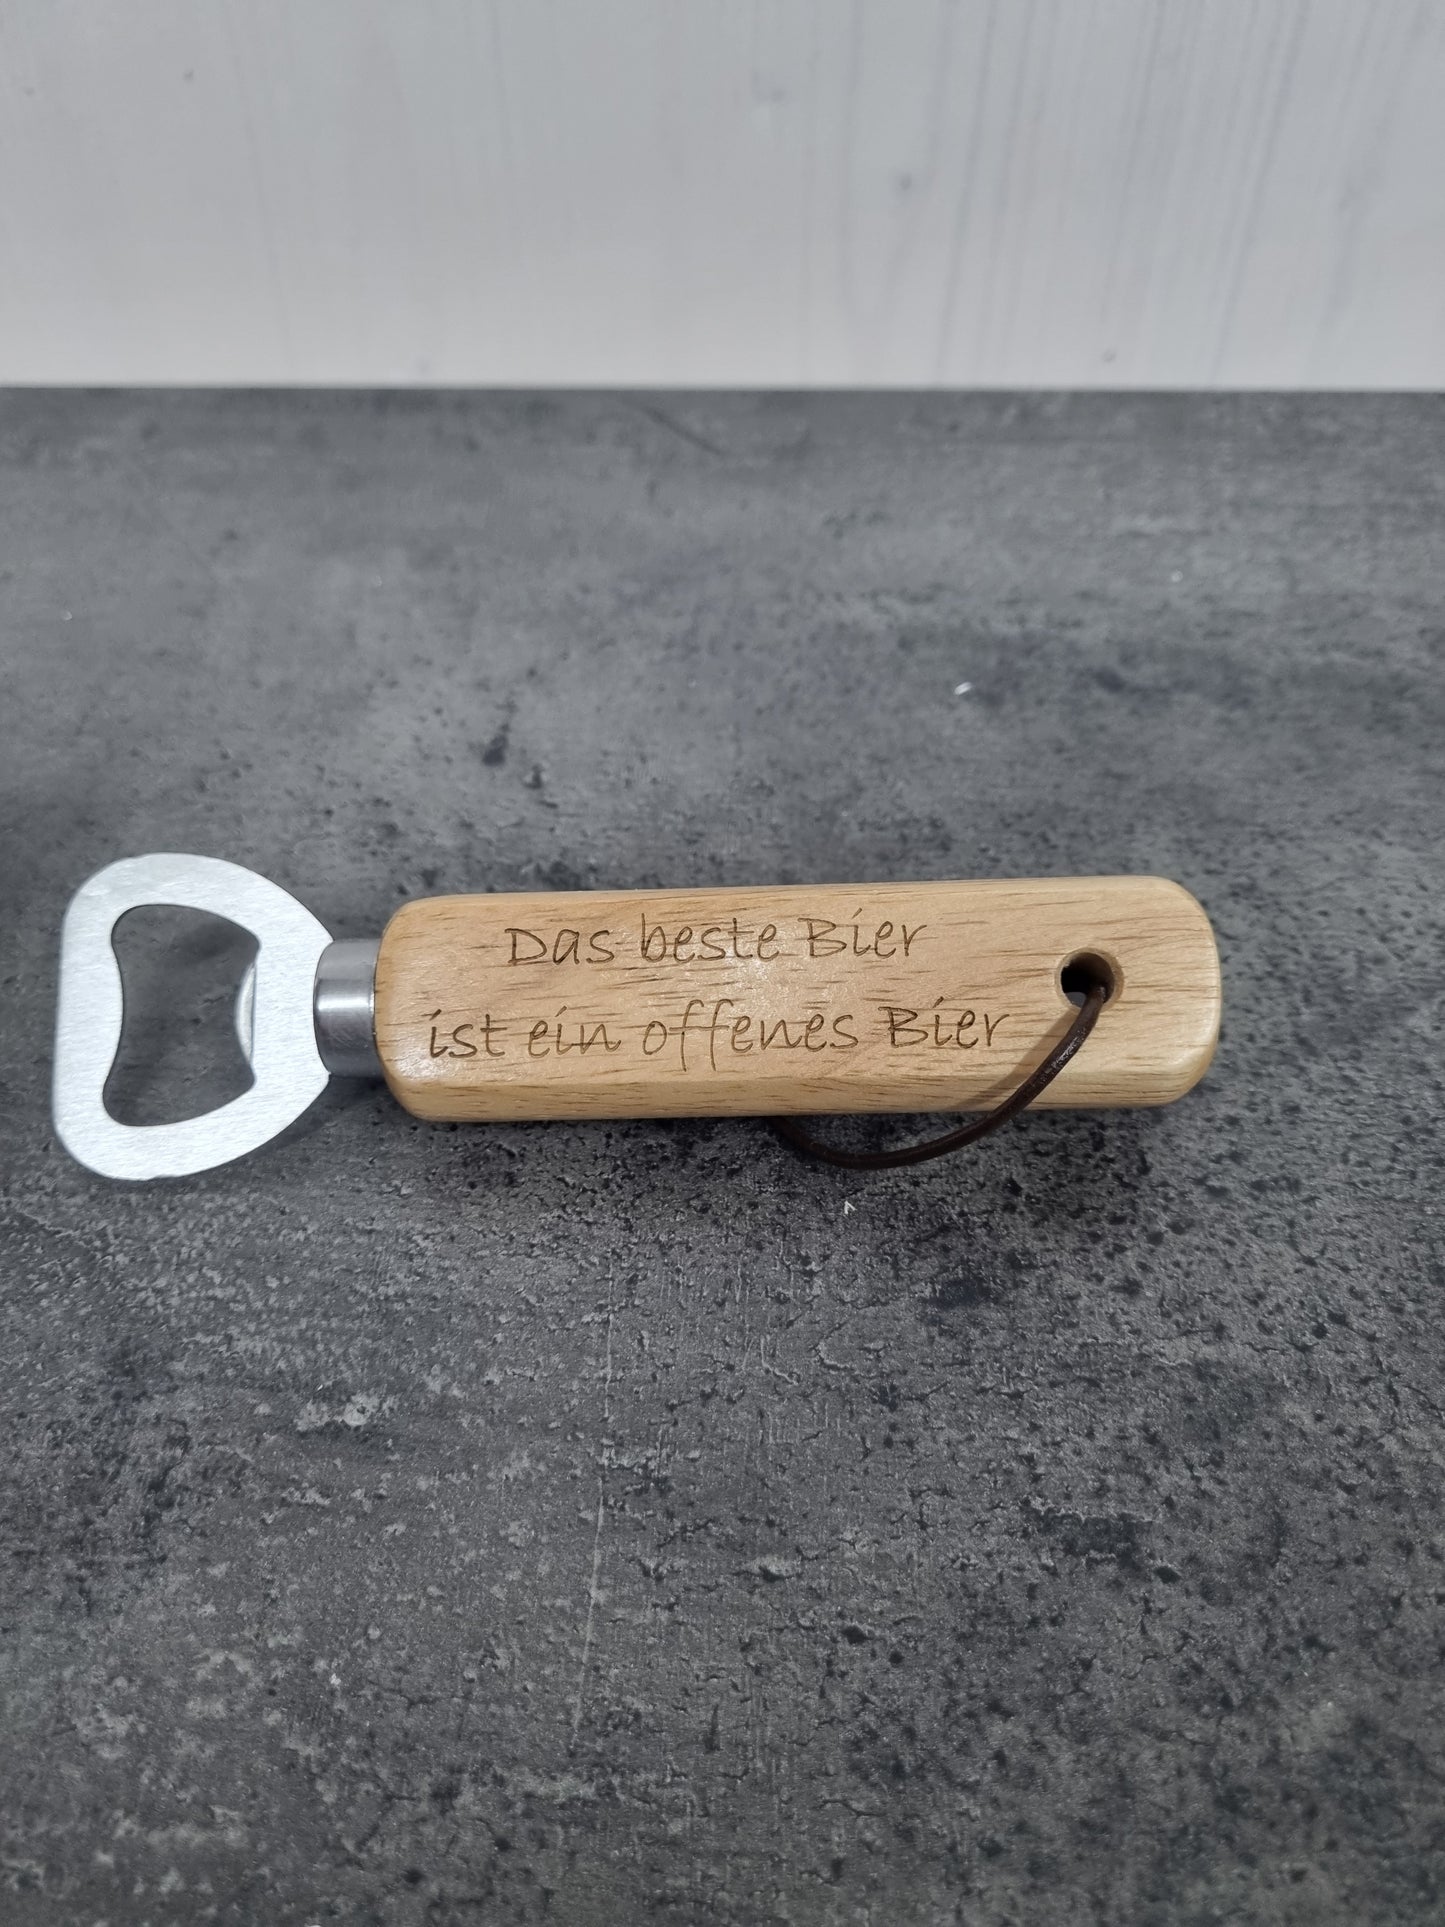 Das beste Bier
ist ein offenes Bier